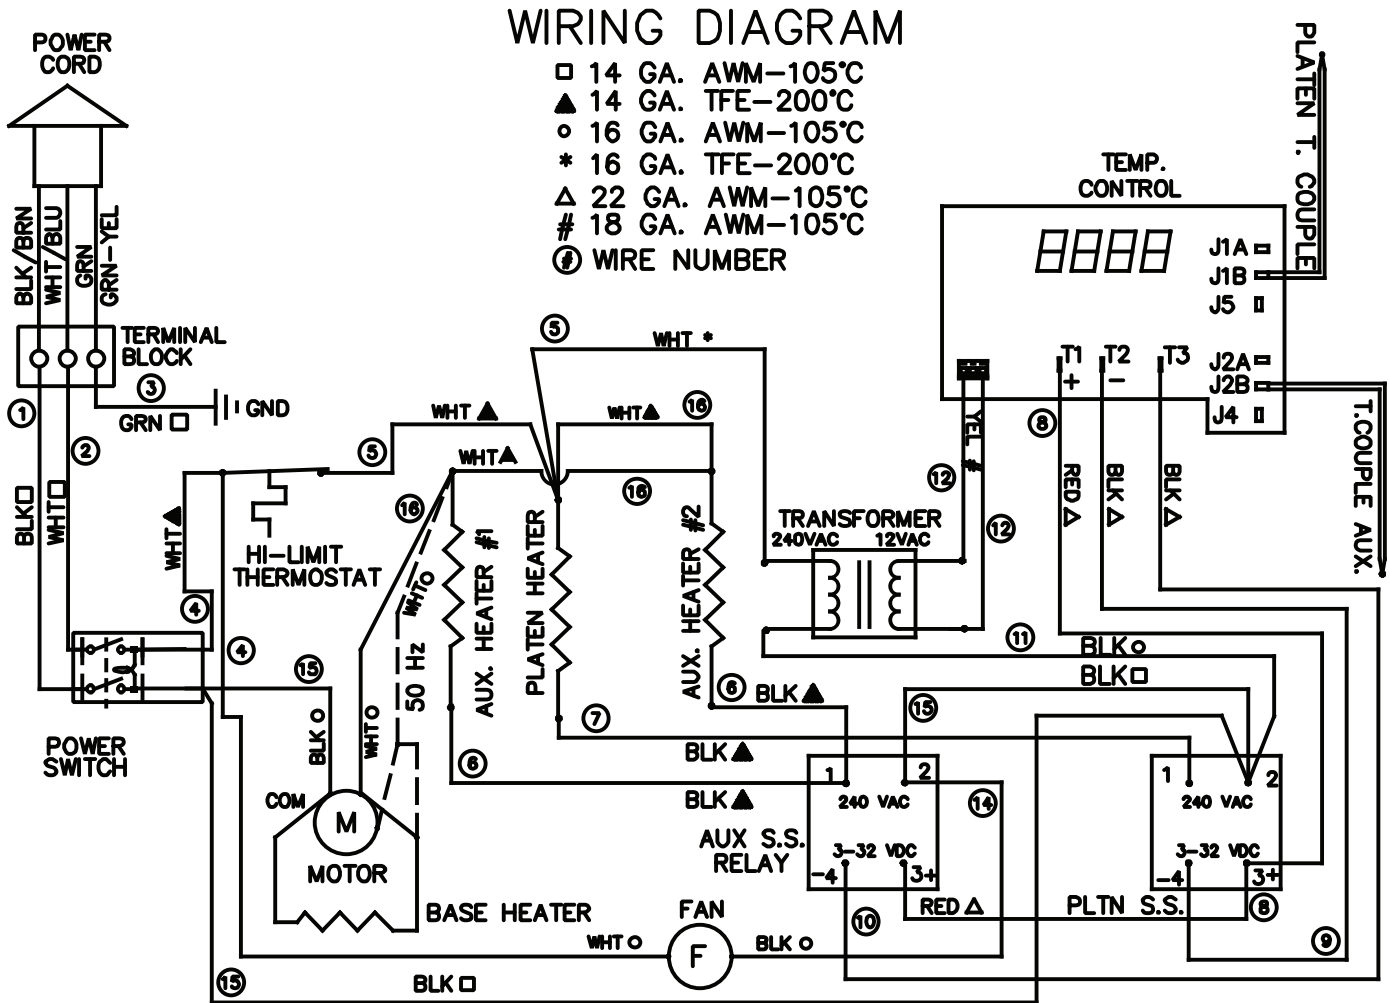 WIRING DIAGRAM
□ 14 GA. AWM-105°C
▲ 14 GA. TFE-200°C
○ 16 GA. AWM-105°C
* 16 GA. TFE-200°C
△ 22 GA. AWM-105°C
# 18 GA. AWM-105°C
# WIRE NUMBER
POWER
CORD
BLK/BRN
WHT/BLU
GRN
GRN-YEL
TERMINAL
BLOCK
3
GND
GRN □
1
2
BLK□
WHT□
WHT▲
HI-LIMIT
THERMOSTAT
4
4
POWER
SWITCH
15
5
WHT ▲
5
WHT *
WHT▲
16
WHT▲
16
16
WHT○
50 Hz
AUX. HEATER #1
PLATEN HEATER
AUX. HEATER #2
BLK ○
WHT○
COM
M
MOTOR
BASE HEATER
6
7
6
BLK ▲
BLK ▲
BLK ▲
TRANSFORMER
240VAC
12VAC
12
12
YEL #
TEMP.
CONTROL
8888
J1A
J1B
J5
J2A
J2B
J4
T1
+
T2
-
T3
PLATEN T. COUPLE
T.COUPLE AUX.
8
RED △
BLK △
BLK △
11
BLK ○
BLK □
15
1
2
240 VAC
3-32 VDC
-4
3+
AUX S.S.
RELAY
14
1
2
240 VAC
3-32 VDC
-4
3+
PLTN S.S.
8
10
RED △
9
FAN
F
WHT ○
BLK ○
15
BLK □